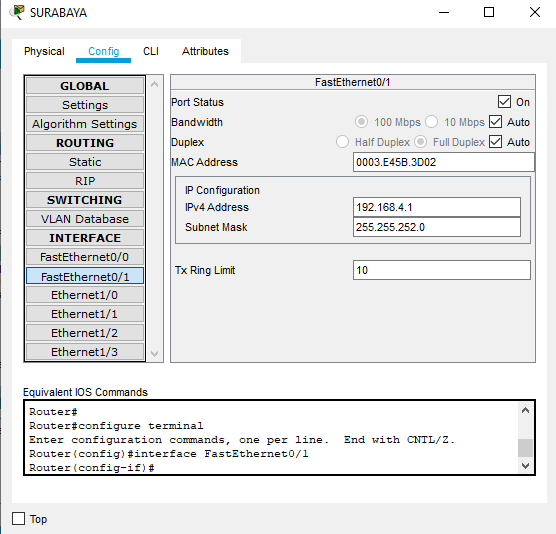 SURABAYA
Physical Config CLI Attributes
GLOBAL
Settings
Algorithm Settings
ROUTING
Static
RIP
SWITCHING
VLAN Database
INTERFACE
FastEthernet0/0
FastEthernet0/1
Ethernet1/0
Ethernet1/1
Ethernet1/2
Ethernet1/3
FastEthernet0/1
Port Status On
Bandwidth 100 Mbps 10 Mbps Auto
Duplex Half Duplex Full Duplex Auto
MAC Address 0003.E45B.3D02
IP Configuration
IPv4 Address 192.168.4.1
Subnet Mask 255.255.252.0
Tx Ring Limit 10
Equivalent IOS Commands
Router#
Router#configure terminal
Enter configuration commands, one per line.  End with CNTL/Z.
Router(config)#interface FastEthernet0/1
Router(config-if)#
Top